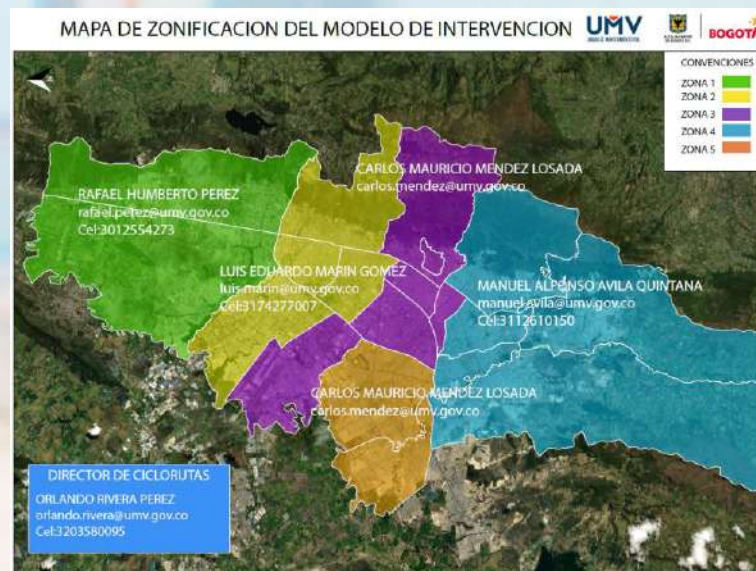 MAPA DE ZONIFICACION DEL MODELO DE INTERVENCION
UMV
BOGOTÁ
CONVENCIONES
ZONA 1
ZONA 2
ZONA 3
ZONA 4
ZONA 5
CARLOS MAURICIO MENDEZ LOSADA
carlos.mendez@umv.gov.co
RAFAEL HUMBERTO PEREZ
rafael.perez@umv.gov.co
Cel:3012554273
LUIS EDUARDO MARIN GOMEZ
luis.marin@umv.gov.co
Cel:3174277007
MANUEL ALFONSO AVILA QUINTANA
manuel.avila@umv.gov.co
Cel:3112610150
CARLOS MAURICIO MENDEZ LOSADA
carlos.mendez@umv.gov.co
DIRECTOR DE CICLORUTAS
ORLANDO RIVERA PEREZ
orlando.rivera@umv.gov.co
Cel:3203580095